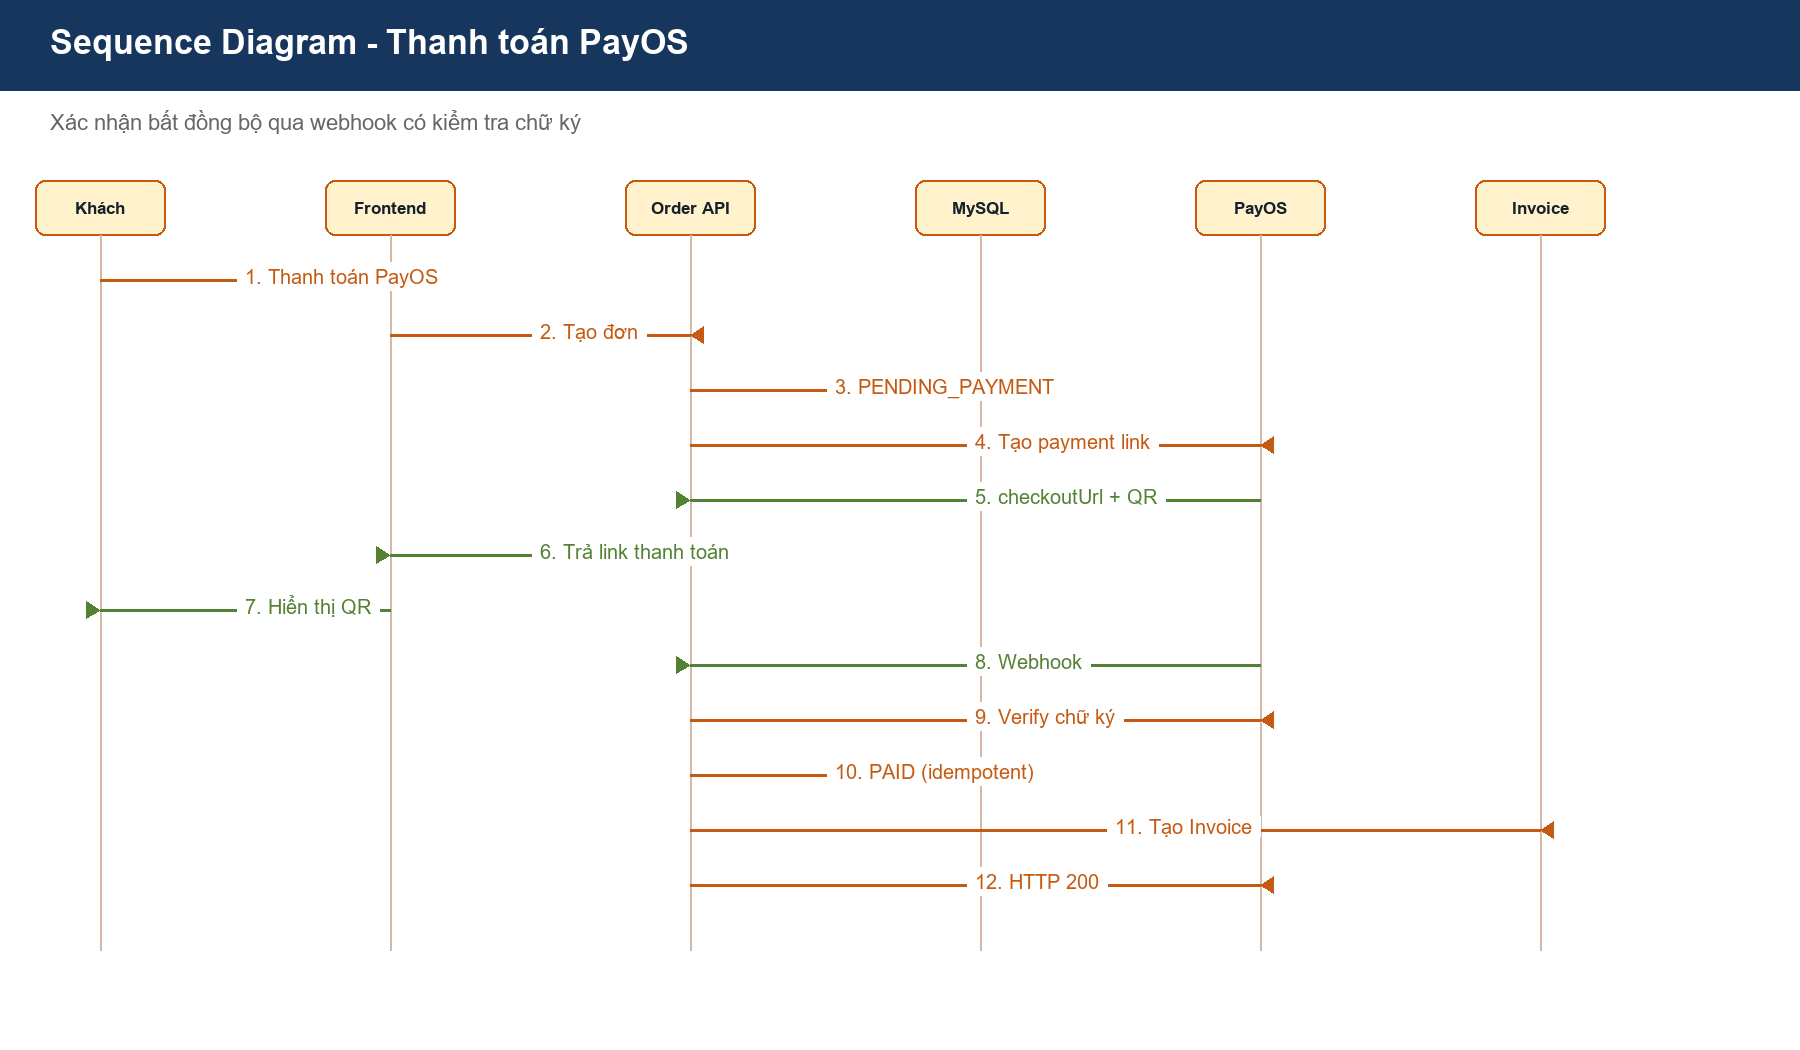 Sequence Diagram - Thanh toán PayOS
Xác nhận bất đồng bộ qua webhook có kiểm tra chữ ký
Khách
Frontend
Order API
MySQL
PayOS
Invoice
1. Thanh toán PayOS
2. Tạo đơn
3. PENDING_PAYMENT
4. Tạo payment link
5. checkoutUrl + QR
6. Trả link thanh toán
7. Hiển thị QR
8. Webhook
9. Verify chữ ký
10. PAID (idempotent)
11. Tạo Invoice
12. HTTP 200